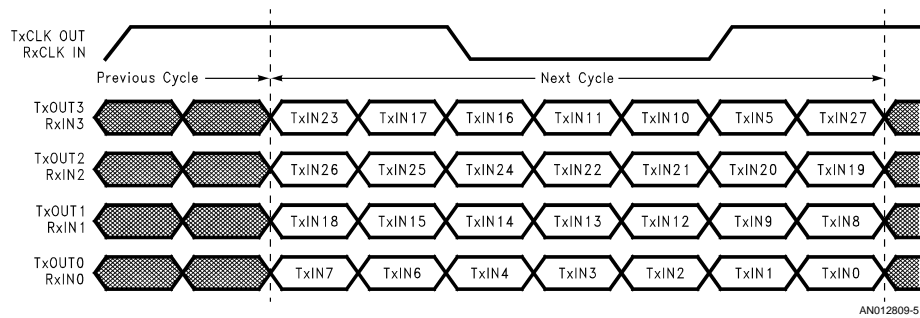 TxCLK OUT
RxCLK IN
Previous Cycle
Next Cycle
TxOUT3
RxIN3
TxIN23 TxIN17 TxIN16 TxIN11 TxIN10 TxIN5 TxIN27
TxOUT2
RxIN2
TxIN26 TxIN25 TxIN24 TxIN22 TxIN21 TxIN20 TxIN19
TxOUT1
RxIN1
TxIN18 TxIN15 TxIN14 TxIN13 TxIN12 TxIN9 TxIN8
TxOUT0
RxIN0
TxIN7 TxIN6 TxIN4 TxIN3 TxIN2 TxIN1 TxIN0
AN012809-5